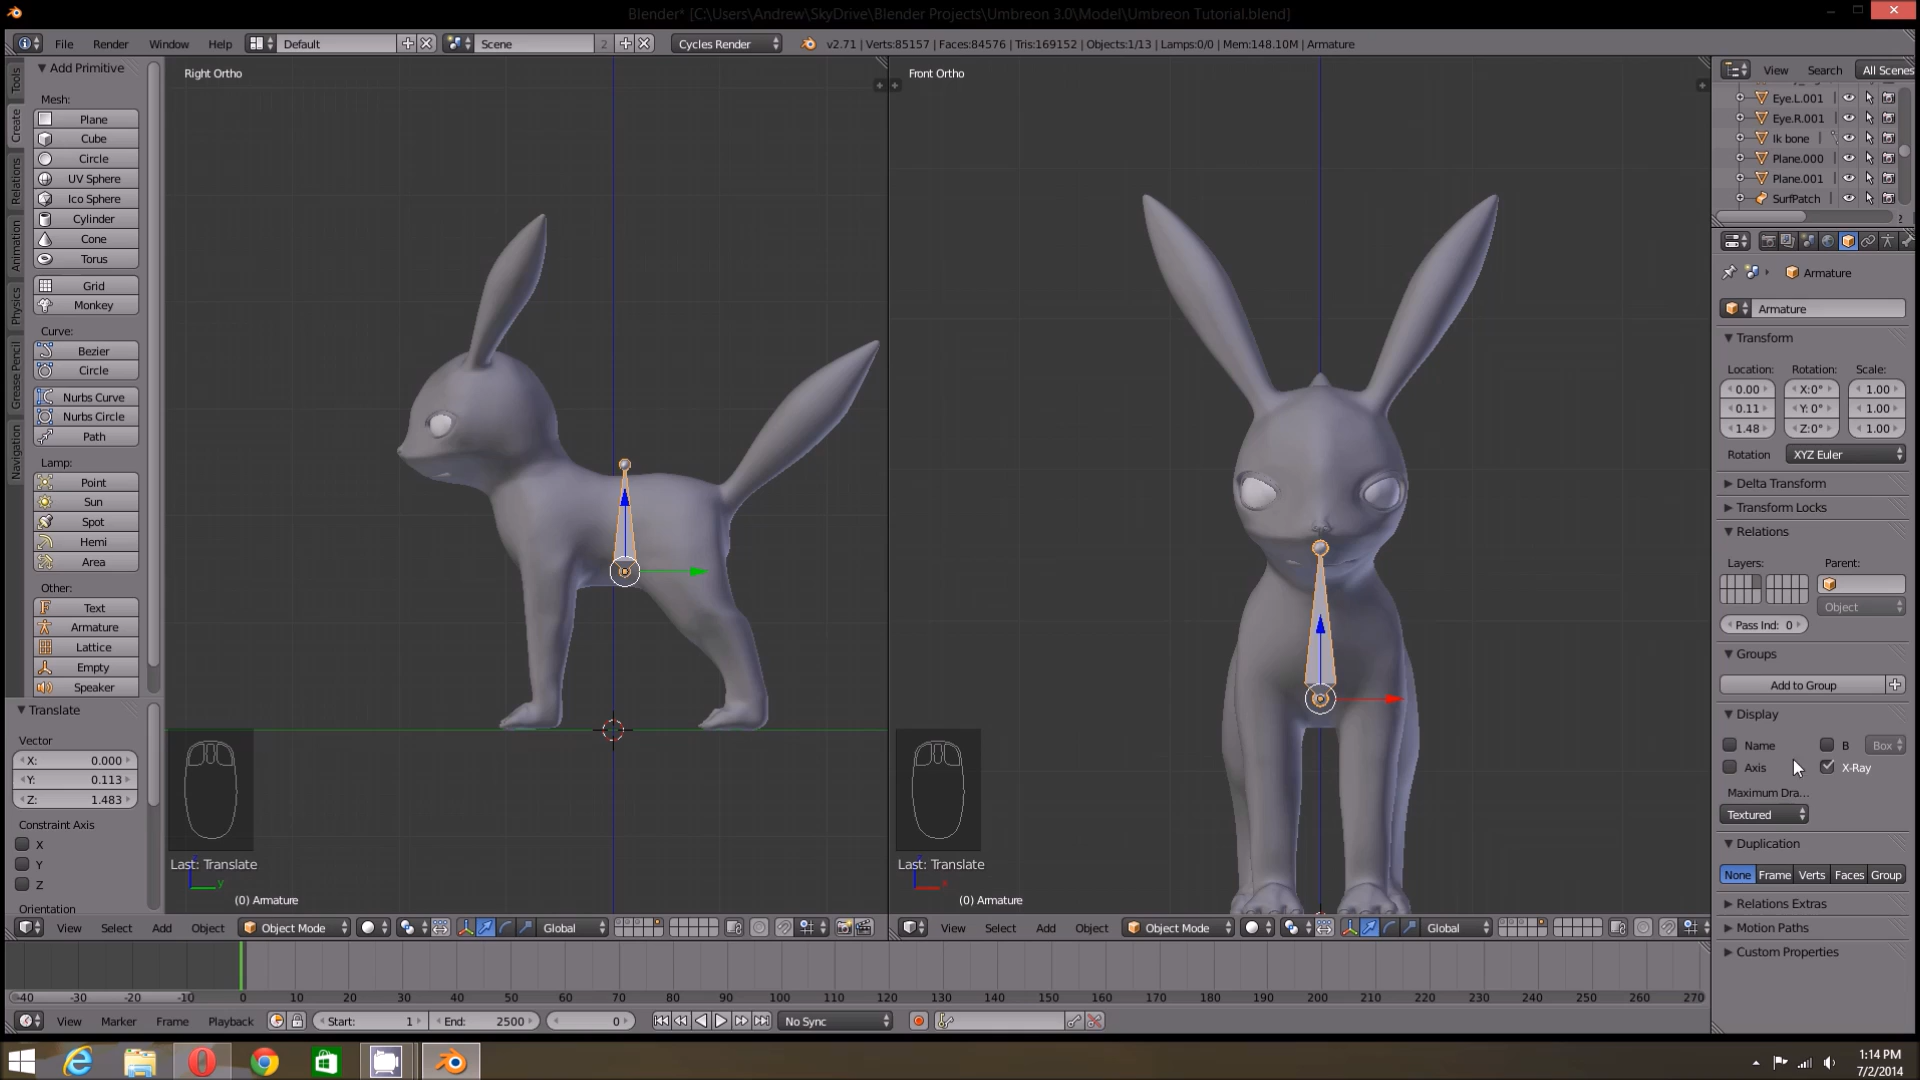 Blender* [C:\Users\Andrew\SkyDrive\Blender Projects\Umbreon 3.0\Model\Umbreon Tutorial.blend]
File Render Window Help Default Scene 2 Cycles Render v2.71 | Verts:85157 | Faces:84576 | Tris:169152 | Objects:1/13 | Lamps:0/0 | Mem:148.10M | Armature
Tools
Create
Relations
Animation
Physics
Grease Pencil
Navigation
Add Primitive
Mesh:
Plane
Cube
Circle
UV Sphere
Ico Sphere
Cylinder
Cone
Torus
Grid
Monkey
Curve:
Bezier
Circle
Nurbs Curve
Nurbs Circle
Path
Lamp:
Point
Sun
Spot
Hemi
Area
Other:
Text
Armature
Lattice
Empty
Speaker
Translate
Vector
X: 0.000
Y: 0.113
Z: 1.483
Constraint Axis
X
Y
Z
Orientation
Right Ortho
Last: Translate
y
(0) Armature
View Select Add Object Object Mode Global
Front Ortho
Last: Translate
(0) Armature
View Select Add Object Object Mode Global
View Search All Scenes
Eye.L.001
Eye.R.001
Ik bone
Plane.000
Plane.001
SurfPatch
Armature
Armature
Transform
Location: Rotation: Scale:
0.00 X:0° 1.00
0.11 Y: 0° 1.00
1.48 Z:0° 1.00
Rotation XYZ Euler
Delta Transform
Transform Locks
Relations
Layers: Parent:
Object
Pass Ind: 0
Groups
Add to Group
Display
Name B Box
Axis X-Ray
Maximum Dra...
Textured
Duplication
None Frame Verts Faces Group
Relations Extras
Motion Paths
Custom Properties
-40 -30 -20 -10 0 10 20 30 40 50 60 70 80 90 100 110 120 130 140 150 160 170 180 190 200 210 220 230 240 250 260 270
View Marker Frame Playback Start: 1 End: 2500 0 No Sync
1:14 PM
7/2/2014